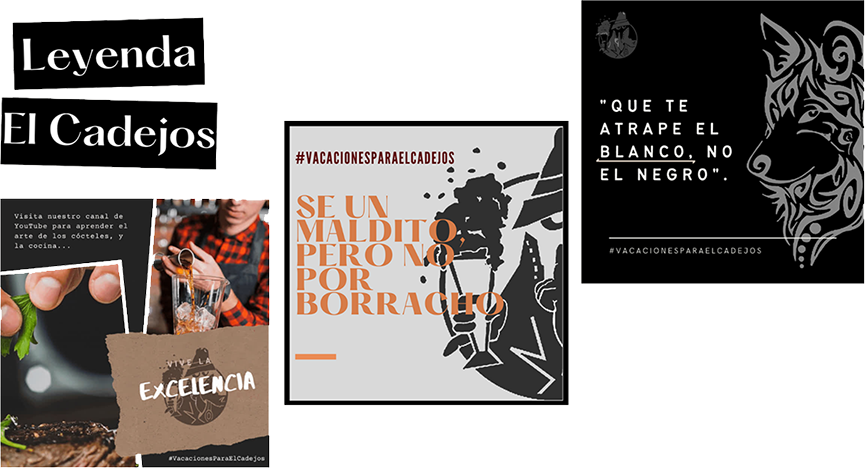 Leyenda
El Cadejos
Visita nuestro canal de
YouTube para aprender el
arte de los cócteles, y
la cocina...
VIVE LA
EXCELENCIA
#VacacionesParaElCadejos
#VACACIONESPARAELCADEJOS
SE UN
MALDITO,
PERO NO
POR
BORRACHO
"QUE TE
ATRAPE EL
BLANCO, NO
EL NEGRO".
#VACACIONESPARAELCADEJOS